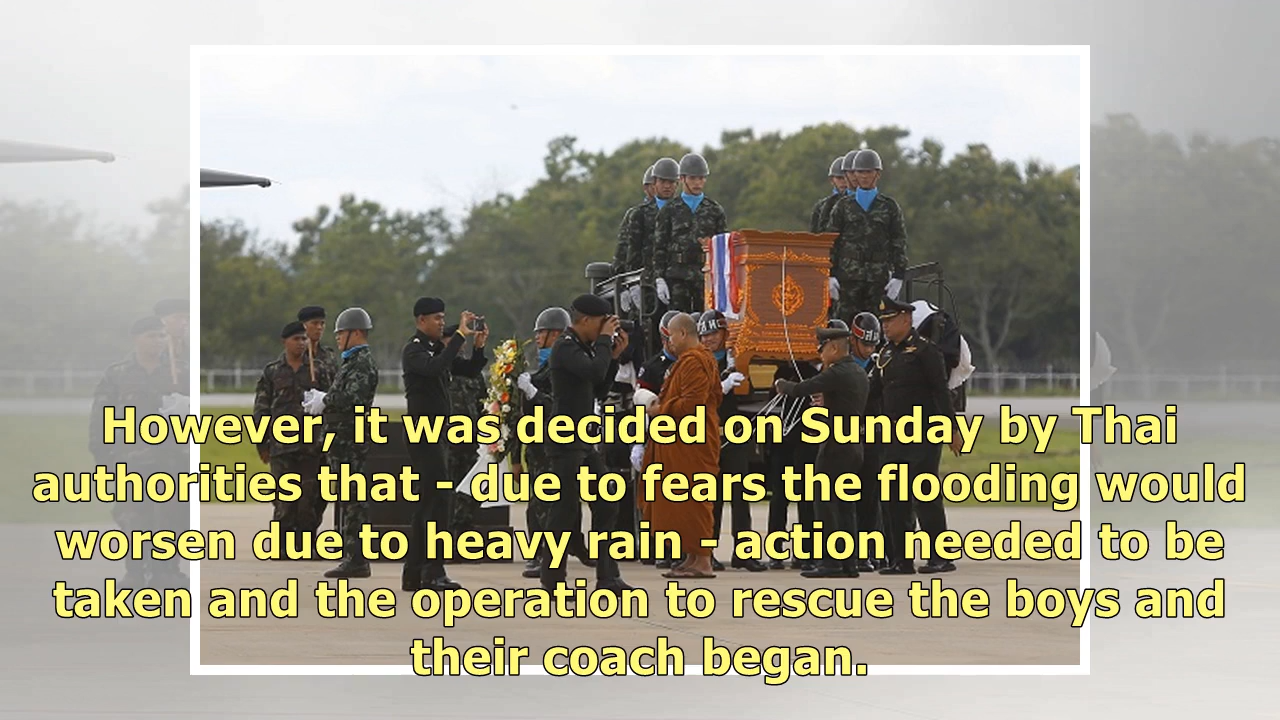 However, it was decided on Sunday by Thai
authorities that - due to fears the flooding would
worsen due to heavy rain - action needed to be
taken and the operation to rescue the boys and
their coach began.